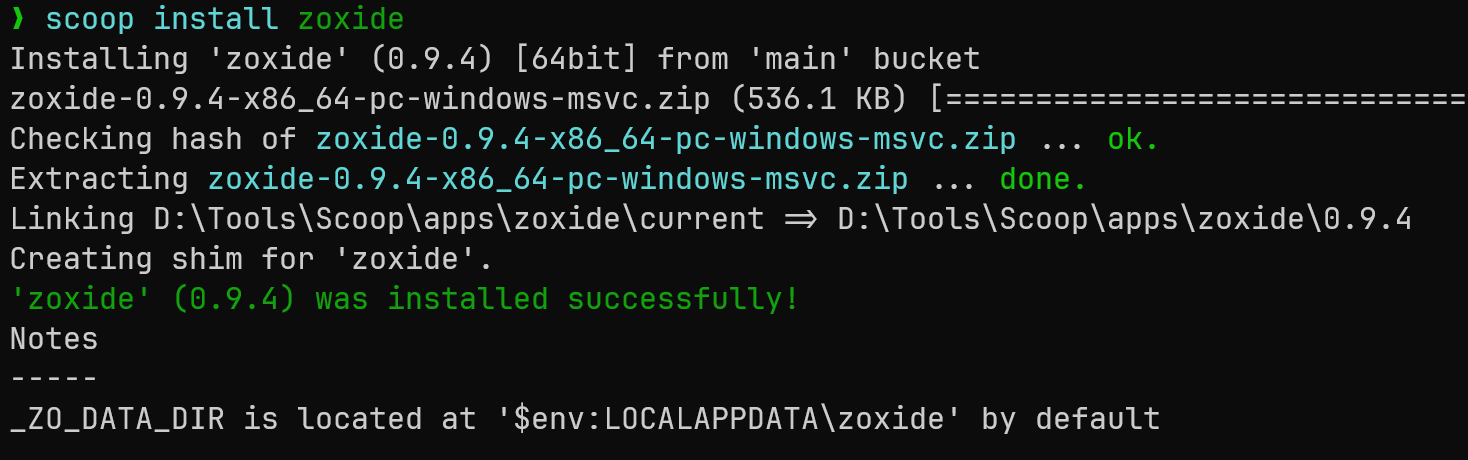 ❯ scoop install zoxide
Installing 'zoxide' (0.9.4) [64bit] from 'main' bucket
zoxide-0.9.4-x86_64-pc-windows-msvc.zip (536.1 KB) [=============================
Checking hash of zoxide-0.9.4-x86_64-pc-windows-msvc.zip ... ok.
Extracting zoxide-0.9.4-x86_64-pc-windows-msvc.zip ... done.
Linking D:\Tools\Scoop\apps\zoxide\current => D:\Tools\Scoop\apps\zoxide\0.9.4
Creating shim for 'zoxide'.
'zoxide' (0.9.4) was installed successfully!
Notes
-----
_ZO_DATA_DIR is located at '$env:LOCALAPPDATA\zoxide' by default